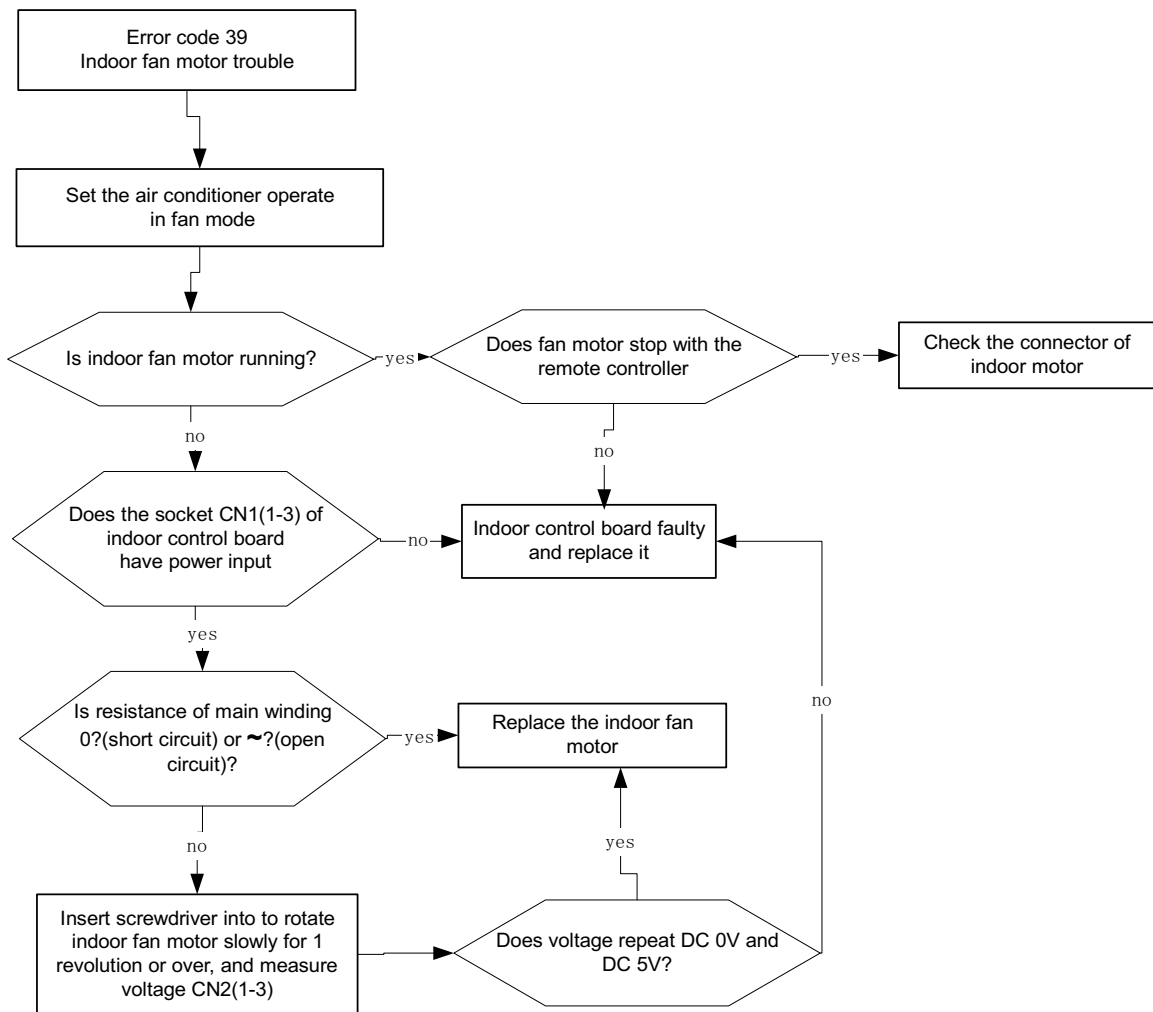 Error code 39
Indoor fan motor trouble
Set the air conditioner operate
in fan mode
Is indoor fan motor running?
yes
Does fan motor stop with the
remote controller
yes
Check the connector of
indoor motor
no
no
Does the socket CN1(1-3) of
indoor control board
have power input
no
Indoor control board faulty
and replace it
yes
no
Is resistance of main winding
0?(short circuit) or ~?(open
circuit)?
yes
Replace the indoor fan
motor
no
yes
Insert screwdriver into to rotate
indoor fan motor slowly for 1
revolution or over, and measure
voltage CN2(1-3)
Does voltage repeat DC 0V and
DC 5V?